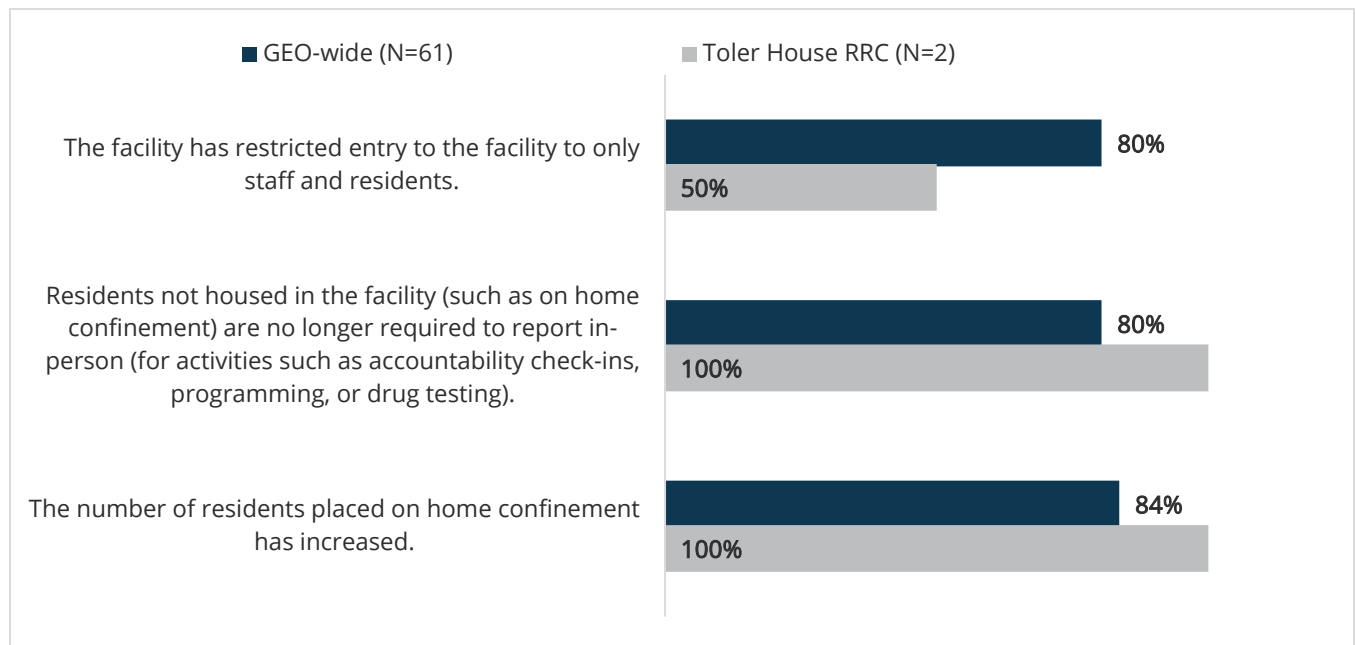 GEO-wide (N=61) Toler House RRC (N=2)
The facility has restricted entry to the facility to only
staff and residents.
80%
50%
Residents not housed in the facility (such as on home
confinement) are no longer required to report in-
person (for activities such as accountability check-ins,
programming, or drug testing).
80%
100%
The number of residents placed on home confinement
has increased.
84%
100%